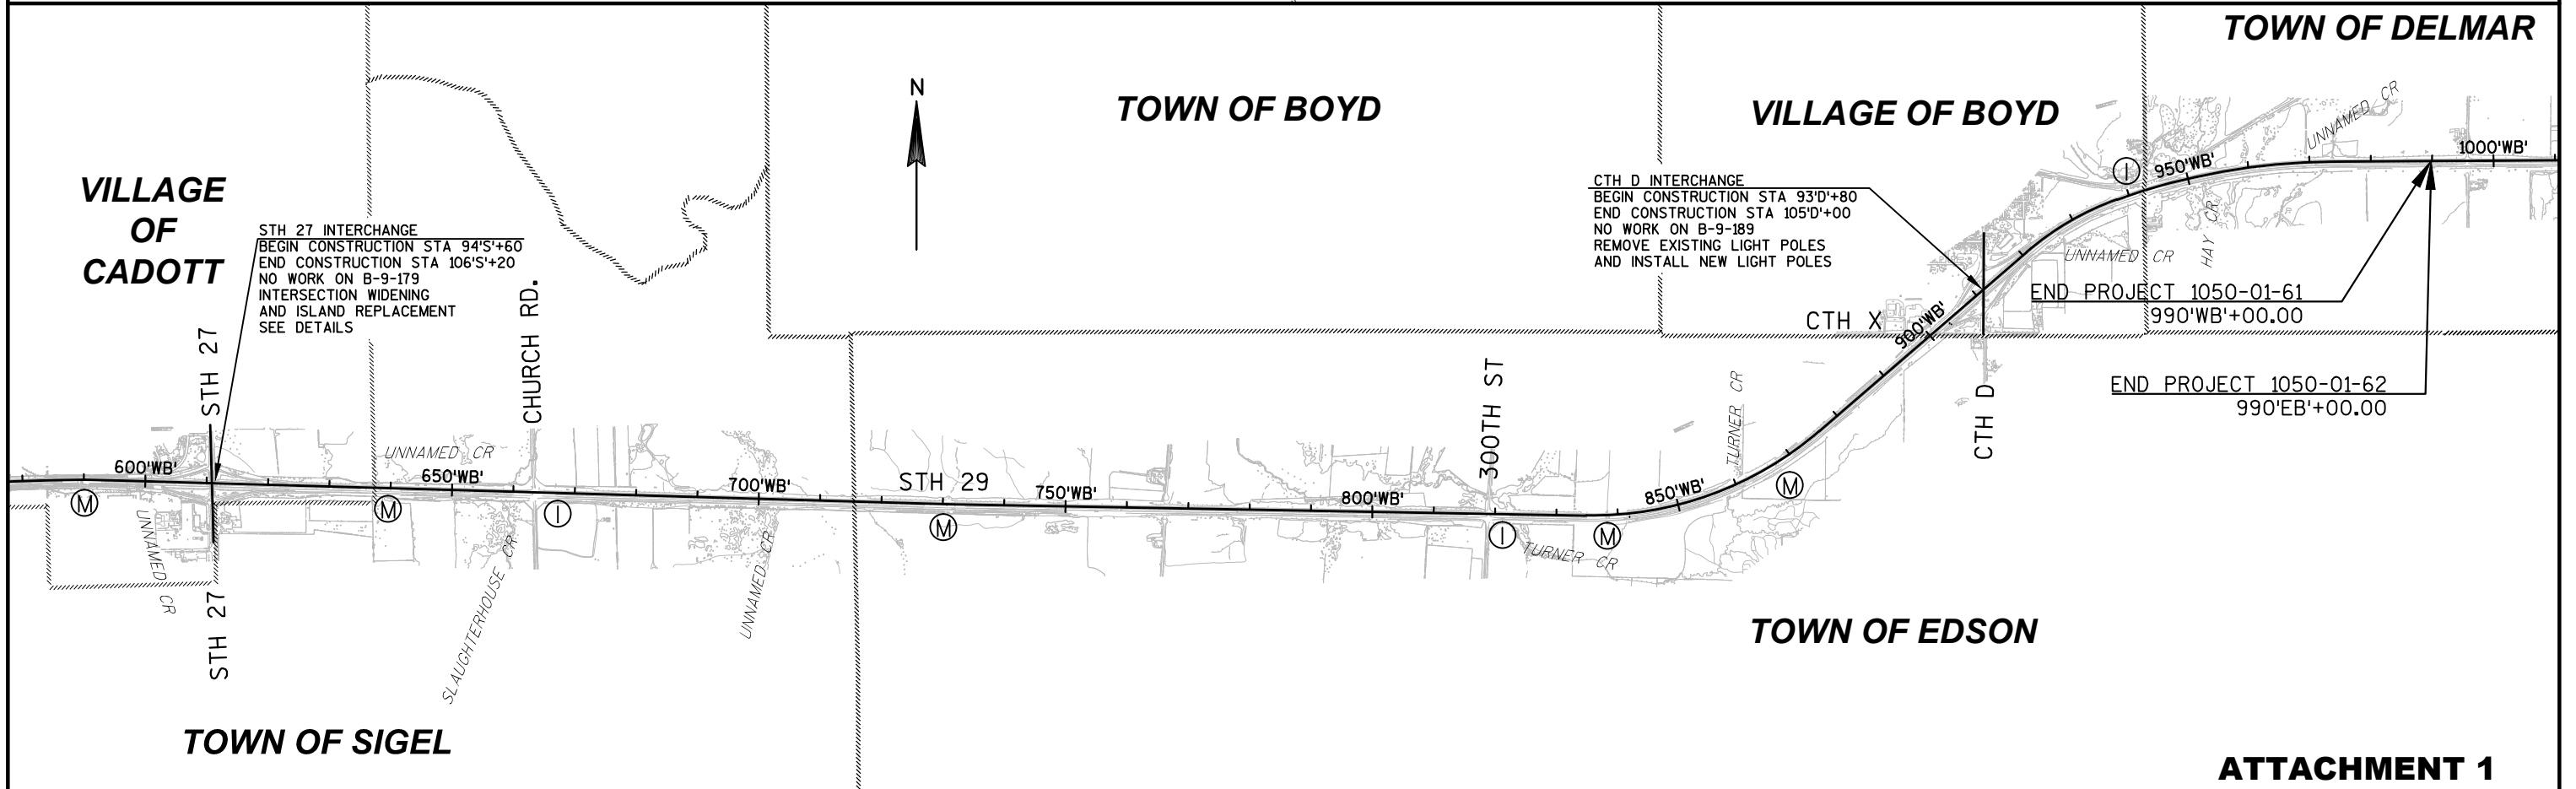 TOWN OF DELMAR
N
TOWN OF BOYD
VILLAGE OF BOYD
UNNAMED CR
1000'WB'
950'WB'
I
VILLAGE
OF
CADOTT
STH 27 INTERCHANGE
BEGIN CONSTRUCTION STA 94'S'+60
END CONSTRUCTION STA 106'S'+20
NO WORK ON B-9-179
INTERSECTION WIDENING
AND ISLAND REPLACEMENT
SEE DETAILS
CTH D INTERCHANGE
BEGIN CONSTRUCTION STA 93'D'+80
END CONSTRUCTION STA 105'D'+00
NO WORK ON B-9-189
REMOVE EXISTING LIGHT POLES
AND INSTALL NEW LIGHT POLES
HAY CR
UNNAMED CR
END PROJECT 1050-01-61
990'WB'+00.00
CTH X
900'WB'
END PROJECT 1050-01-62
990'EB'+00.00
STH 27
CHURCH RD.
300TH ST
TURNER CR
CTH D
UNNAMED CR
600'WB'
650'WB'
700'WB'
STH 29
750'WB'
800'WB'
850'WB'
M
M
I
M
I
M
M
UNNAMED CR
SLAUGHTERHOUSE CR
UNNAMED CR
TURNER CR
STH 27
TOWN OF EDSON
TOWN OF SIGEL
ATTACHMENT 1